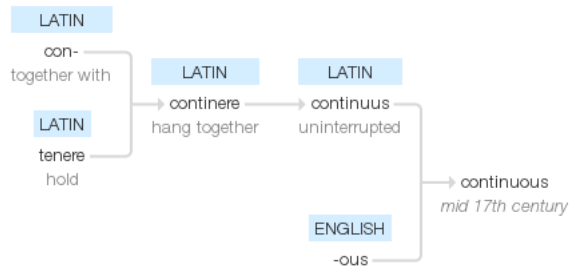 LATIN
con-
together with
LATIN
tenere
hold
LATIN
continere
hang together
LATIN
continuus
uninterrupted
ENGLISH
-ous
continuous
mid 17th century